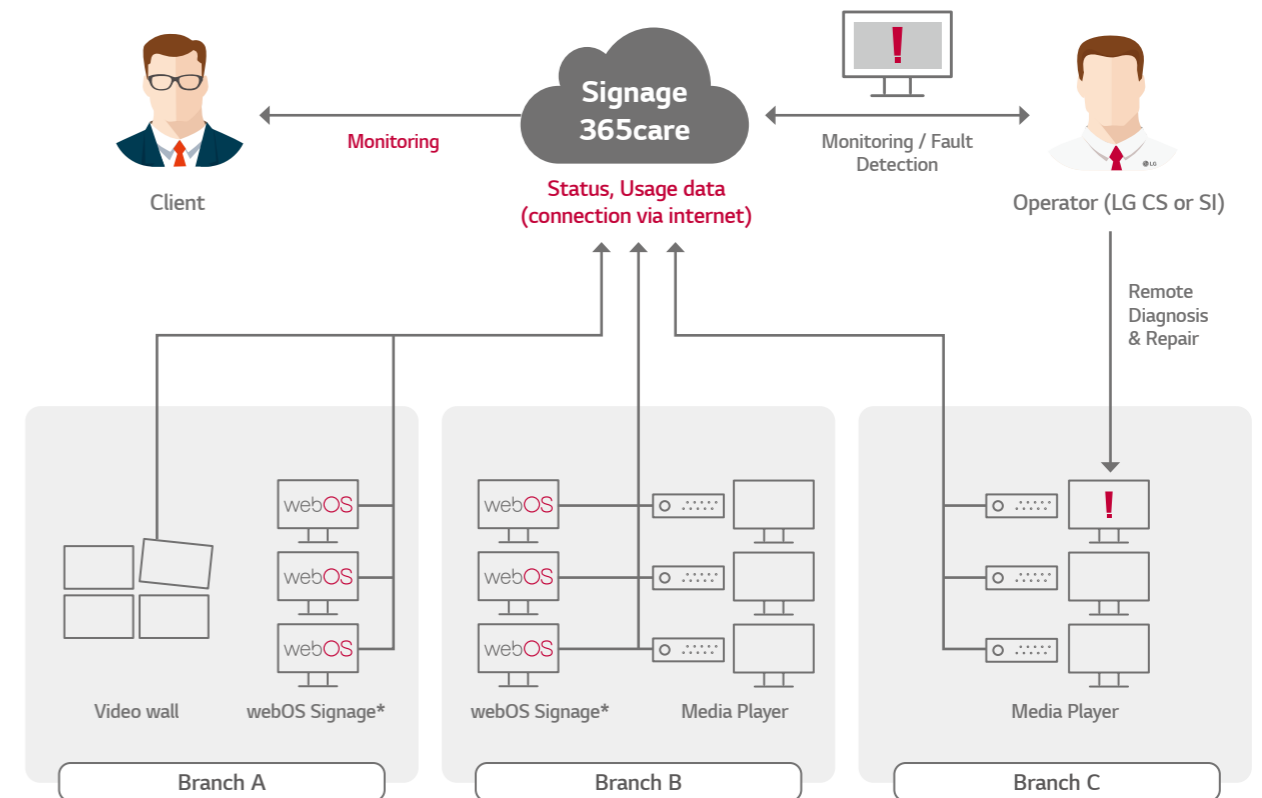 Signage
365care
!
Monitoring
Monitoring / Fault
Detection
LG
Client
Status, Usage data
(connection via internet)
Operator (LG CS or SI)
Remote
Diagnosis
& Repair
webOS
webOS
webOS
Video wall
webOS Signage*
Branch A
webOS
webOS
webOS
webOS Signage*
Media Player
Branch B
!
Media Player
Branch C